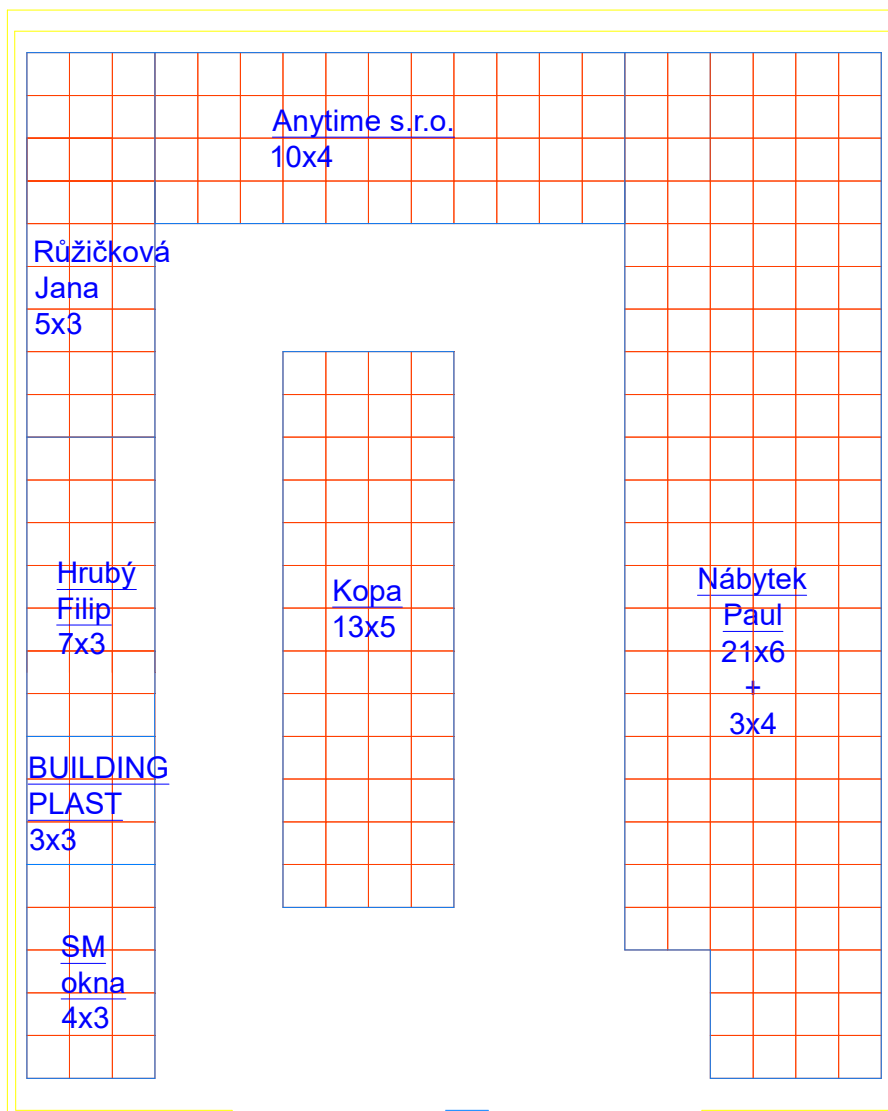 Anytime s.r.o.
10x4
Růžičková
Jana
5x3
Hrubý
Filip
7x3
Kopa
13x5
Nábytek
Paul
21x6
+
3x4
BUILDING
PLAST
3x3
SM
okna
4x3